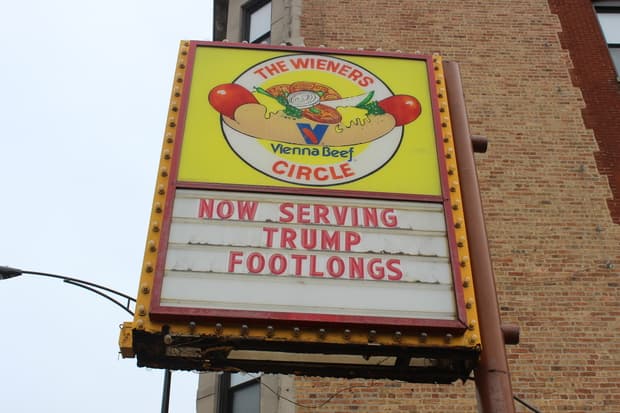 THE WIENERS
V
Vienna Beef
CIRCLE
NOW SERVING
TRUMP
FOOTLONGS